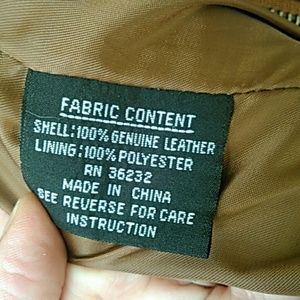 FABRIC CONTENT
SHELL:100% GENUINE LEATHER
LINING:100% POLYESTER
RN 36232
MADE IN CHINA
SEE REVERSE FOR CARE
INSTRUCTION